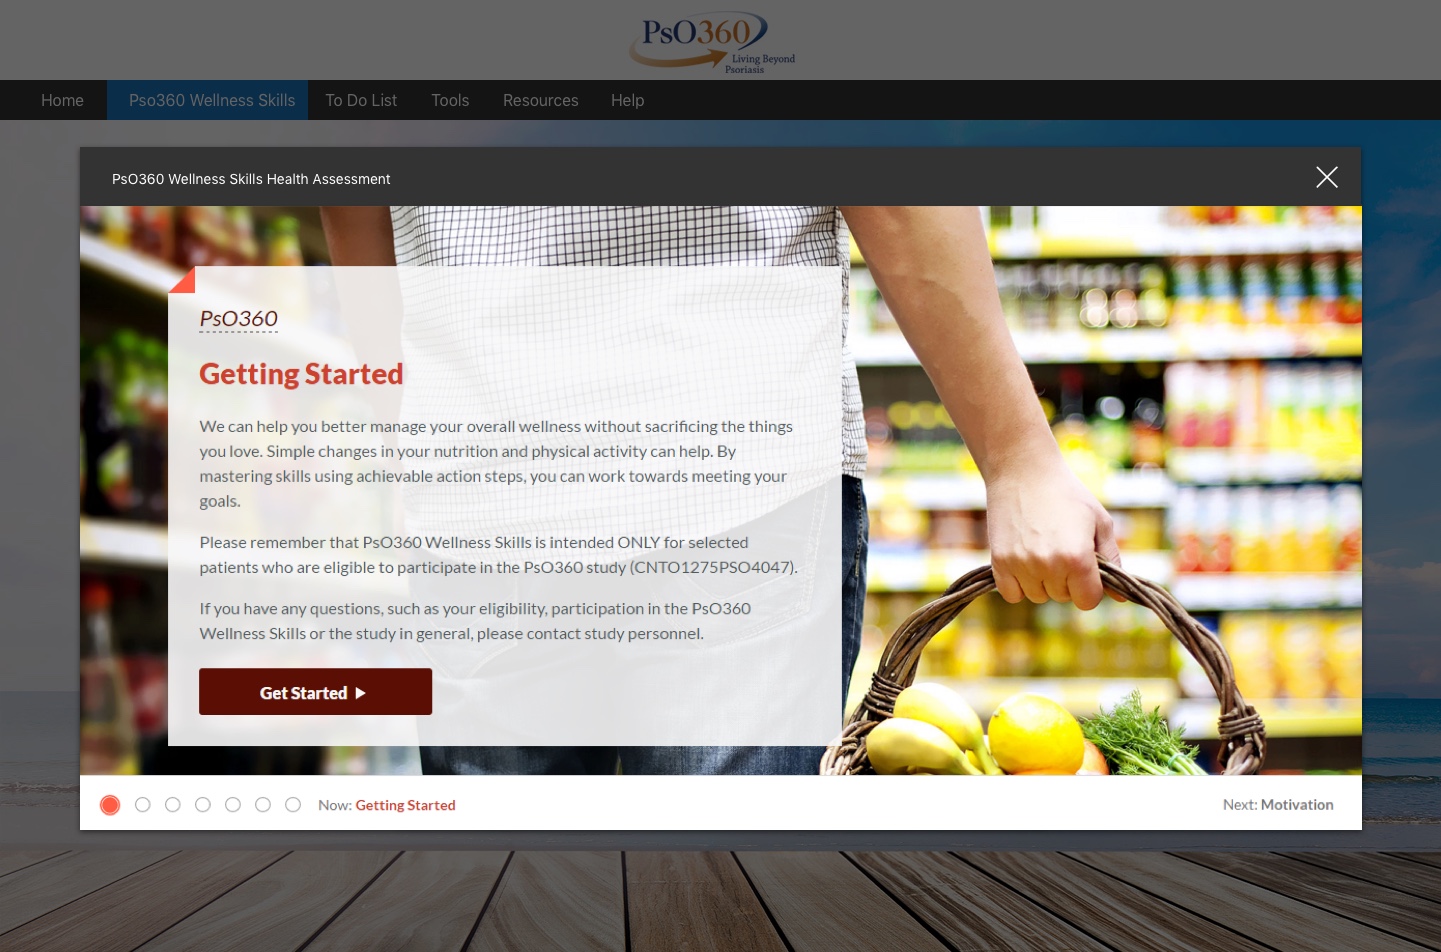 PsO360
Living Beyond
Psoriasis
Home Pso360 Wellness Skills To Do List Tools Resources Help
PsO360 Wellness Skills Health Assessment
PsO360
Getting Started
We can help you better manage your overall wellness without sacrificing the things
you love. Simple changes in your nutrition and physical activity can help. By
mastering skills using achievable action steps, you can work towards meeting your
goals.
Please remember that PsO360 Wellness Skills is intended ONLY for selected
patients who are eligible to participate in the PsO360 study (CNTO1275PSO4047).
If you have any questions, such as your eligibility, participation in the PsO360
Wellness Skills or the study in general, please contact study personnel.
Get Started
Now: Getting Started
Next: Motivation